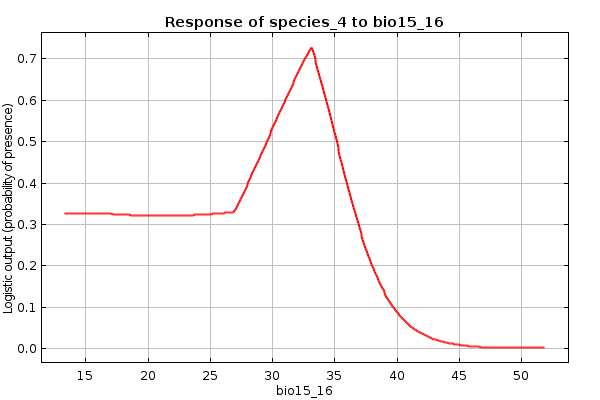 Response of species_4 to bio15_16
Logistic output (probability of presence)
0.7
0.6
0.5
0.4
0.3
0.2
0.1
0.0
15 20 25 30 35 40 45 50
bio15_16